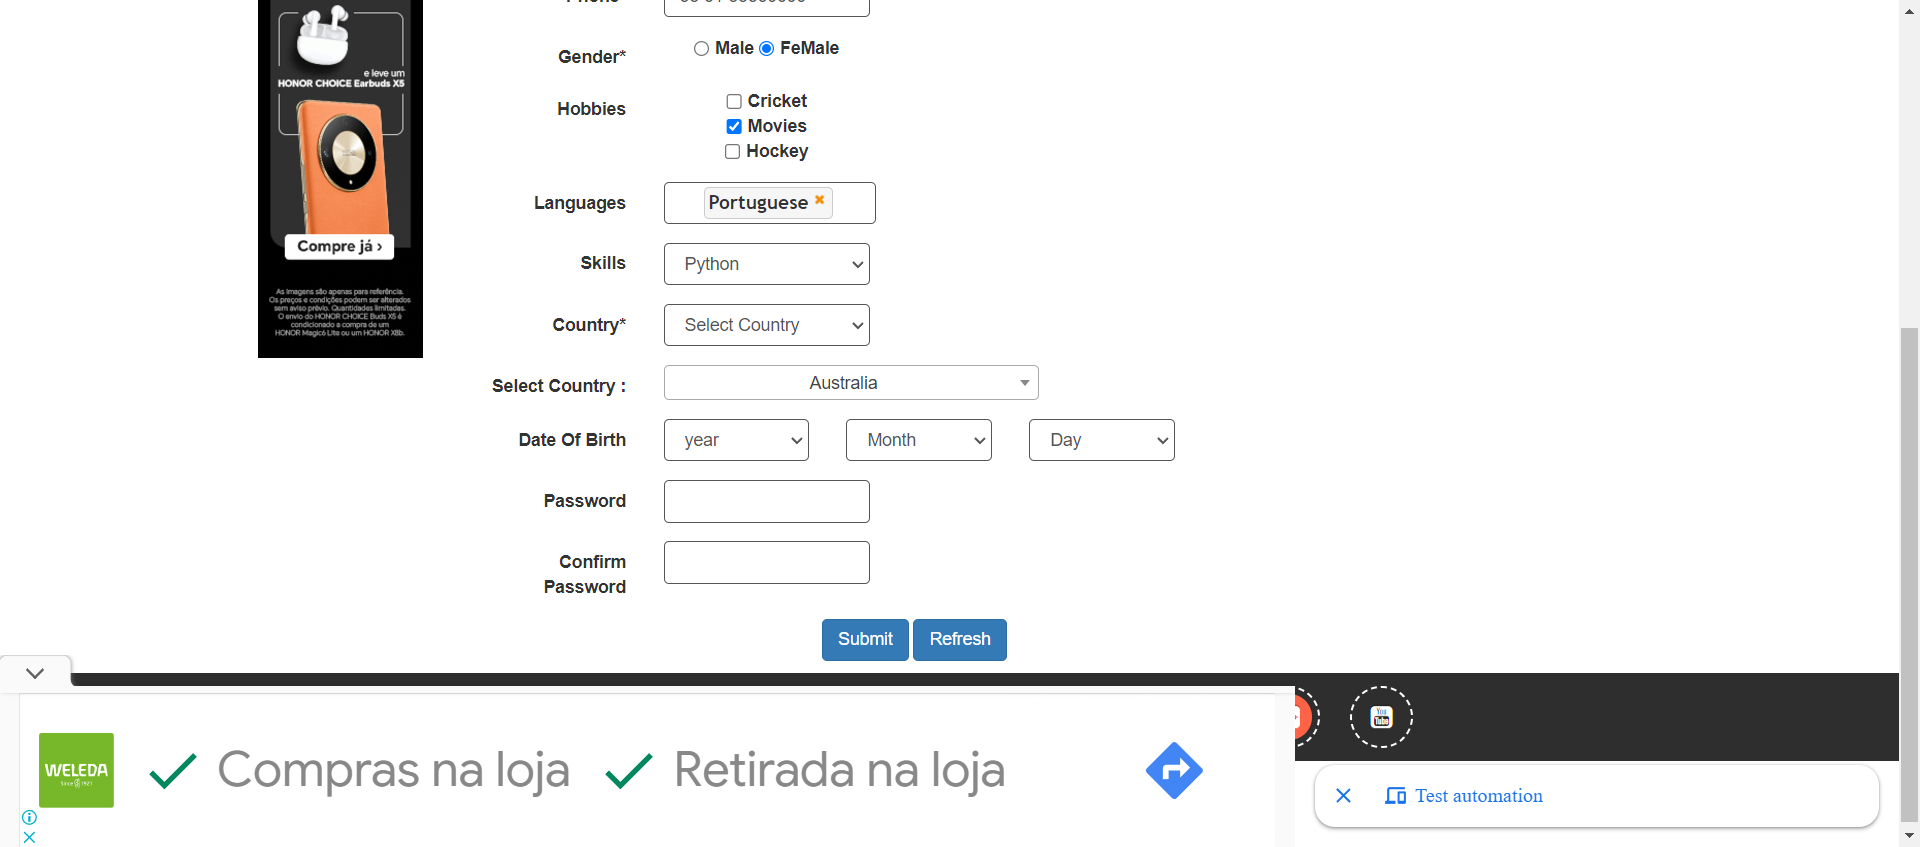 e leve um
HONOR CHOICE Earbuds X5
Compre já ›
As imagens são apenas para referência.
Os preços e condições podem ser alterados
sem aviso prévio. Quantidades limitadas.
O envio do HONOR CHOICE Buds X5 é
condicionado a compra de um
HONOR Magic6 Lite ou um HONOR X8b.
Gender*
Male FeMale
Hobbies
Cricket
Movies
Hockey
Languages
Portuguese
Skills
Python
Country*
Select Country
Select Country :
Australia
Date Of Birth
year
Month
Day
Password
Confirm
Password
Submit
Refresh
WELEDA
Since 1921
Compras na loja
Retirada na loja
You
Tube
Test automation